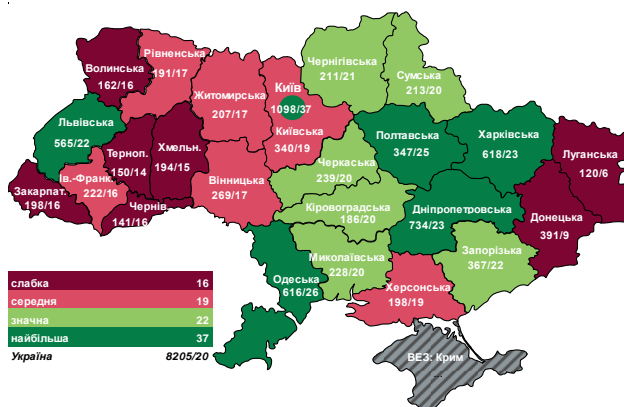 Волинська
162/16
Рівненська
191/17
Житомирська
207/17
Київ
1098/37
Київська
340/19
Чернігівська
211/21
Сумська
213/20
Львівська
565/22
Терноп.
150/14
Хмельн.
194/15
Ів.-Франк.
222/16
Закарпат.
198/16
Чернів.
141/16
Вінницька
269/17
Черкаська
239/20
Полтавська
347/25
Харківська
618/23
Луганська
120/6
Кіровоградська
186/20
Дніпропетровська
734/23
Донецька
391/9
Запорізька
367/22
Миколаївська
228/20
Одеська
616/26
Херсонська
198/19
ВЕЗ: Крим
...
слабка 16
середня 19
значна 22
найбільша 37
Україна 8205/20